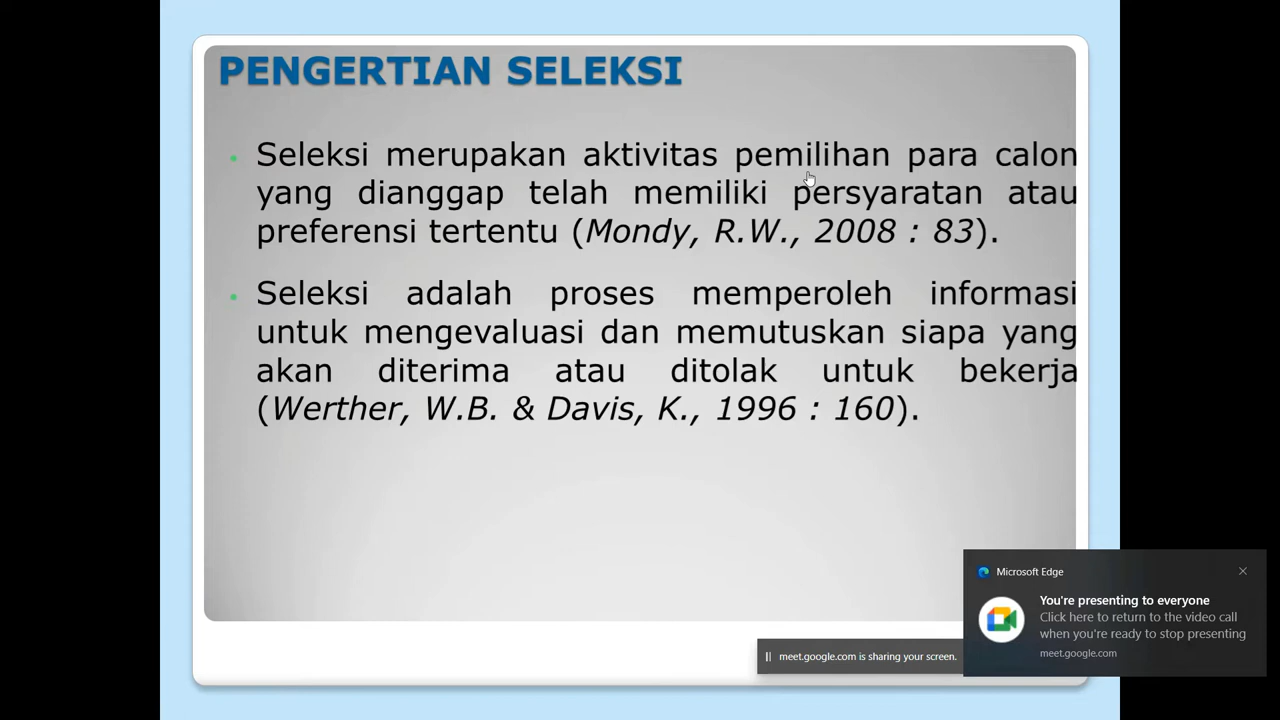 PENGERTIAN SELEKSI
• Seleksi merupakan aktivitas pemilihan para calon
yang dianggap telah memiliki persyaratan atau
preferensi tertentu (Mondy, R.W., 2008 : 83).
• Seleksi adalah proses memperoleh informasi
untuk mengevaluasi dan memutuskan siapa yang
akan diterima atau ditolak untuk bekerja
(Werther, W.B. & Davis, K., 1996 : 160).
Microsoft Edge
You're presenting to everyone
Click here to return to the video call
when you're ready to stop presenting
meet.google.com
meet.google.com is sharing your screen.